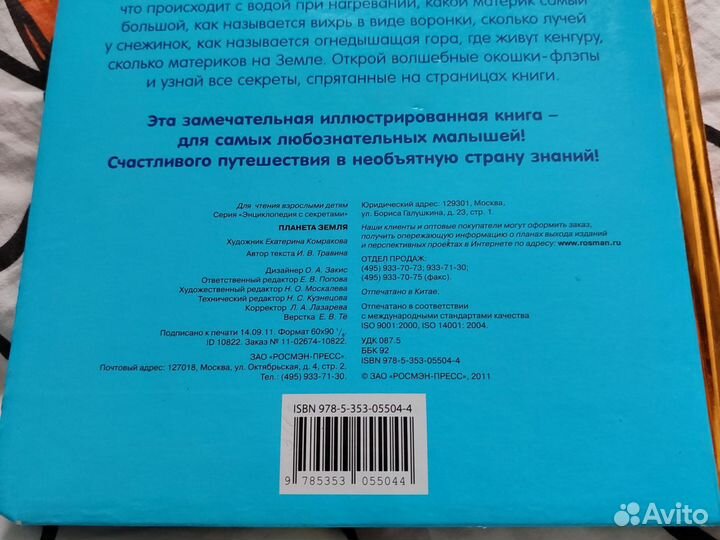 что происходит с водой при нагревании, какой материк самый
большой, как называется вихрь в виде воронки, сколько лучей
у снежинок, как называется огнедышащая гора, где живут кенгуру,
сколько материков на Земле. Открой волшебные окошки-флэпы
и узнай все секреты, спрятанные на страницах книги.
Эта замечательная иллюстрированная книга –
для самых любознательных малышей!
Счастливого путешествия в необъятную страну знаний!
Для чтения взрослыми детям
Серия «Энциклопедия с секретами»
ПЛАНЕТА ЗЕМЛЯ
Художник Екатерина Комракова
Автор текста И. В. Травина
Дизайнер О. А. Закис
Ответственный редактор Е. В. Попова
Художественный редактор Н. О. Москалева
Технический редактор Н. С. Кузнецова
Корректор Л. А. Лазарева
Верстка Е. В. Тё
Подписано к печати 14.09.11. Формат 60х90 1/8.
ID 10822. Заказ № 11-02674-10822.
ЗАО «РОСМЭН-ПРЕСС».
Почтовый адрес: 127018, Москва, ул. Октябрьская, д. 4, стр. 2.
Тел.: (495) 933-71-30.
Юридический адрес: 129301, Москва,
ул. Бориса Галушкина, д. 23, стр. 1.
Наши клиенты и оптовые покупатели могут оформить заказ,
получить опережающую информацию о планах выхода изданий
и перспективных проектах в Интернете по адресу: www.rosman.ru
ОТДЕЛ ПРОДАЖ:
(495) 933-70-73; 933-71-30;
(495) 933-70-75 (факс).
Отпечатано в Китае.
Отпечатано в соответствии
с международными стандартами качества
ISO 9001:2000, ISO 14001: 2004.
УДК 087.5
ББК 92
ISBN 978-5-353-05504-4
© ЗАО «РОСМЭН-ПРЕСС», 2011
ISBN 978-5-353-05504-4
9 785353 055044
Avito